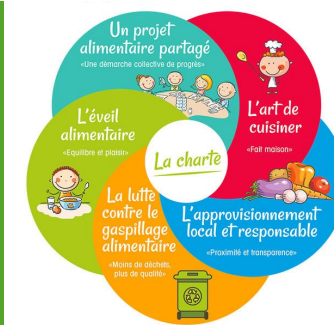 Un projet
alimentaire partagé
«Une démarche collective de progrès»
L'art de
cuisiner
«Fait maison»
L'éveil
alimentaire
«Equilibre et plaisir»
La charte
La lutte
contre le
gaspillage
alimentaire
«Moins de déchets,
plus de qualité»
L'approvisionnement
local et responsable
«Proximité et transparence»